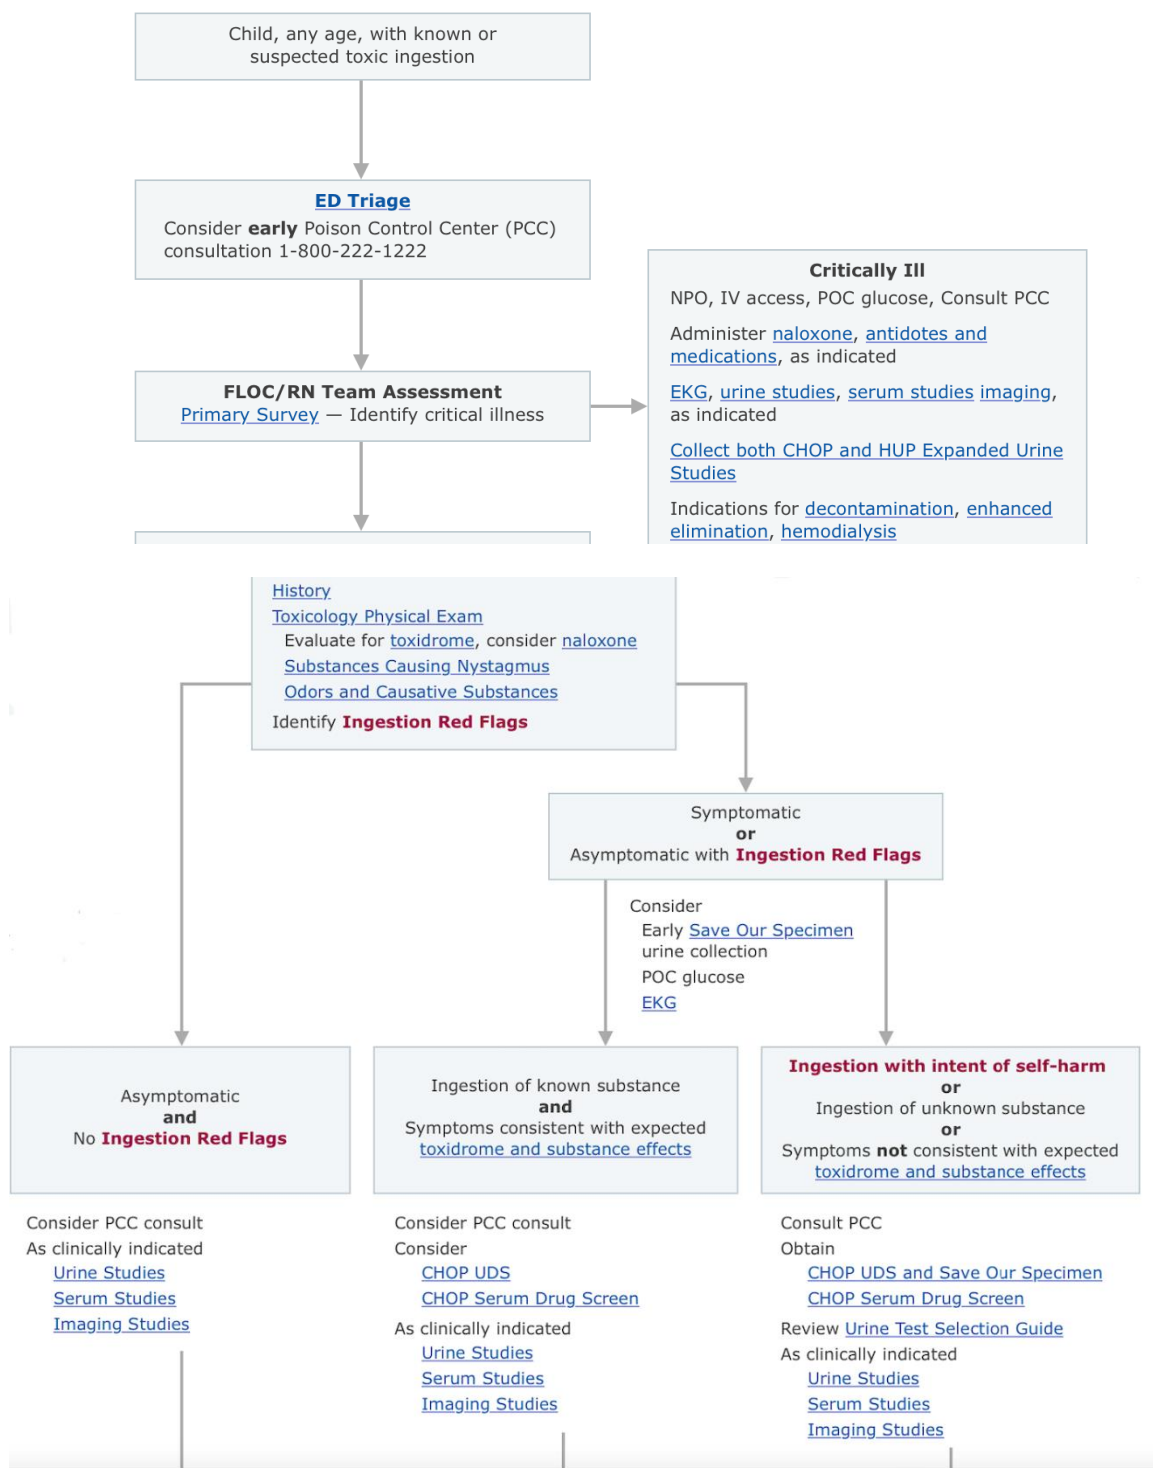 Child, any age, with known or
suspected toxic ingestion
ED Triage
Consider early Poison Control Center (PCC)
consultation 1-800-222-1222
FLOC/RN Team Assessment
Primary Survey — Identify critical illness
Critically Ill
NPO, IV access, POC glucose, Consult PCC
Administer naloxone, antidotes and
medications, as indicated
EKG, urine studies, serum studies imaging,
as indicated
Collect both CHOP and HUP Expanded Urine
Studies
Indications for decontamination, enhanced
elimination, hemodialysis
History
Toxicology Physical Exam
Evaluate for toxidrome, consider naloxone
Substances Causing Nystagmus
Odors and Causative Substances
Identify Ingestion Red Flags
Symptomatic
or
Asymptomatic with Ingestion Red Flags
Consider
Early Save Our Specimen
urine collection
POC glucose
EKG
Asymptomatic
and
No Ingestion Red Flags
Consider PCC consult
As clinically indicated
Urine Studies
Serum Studies
Imaging Studies
Ingestion of known substance
and
Symptoms consistent with expected
toxidrome and substance effects
Consider PCC consult
Consider
CHOP UDS
CHOP Serum Drug Screen
As clinically indicated
Urine Studies
Serum Studies
Imaging Studies
Ingestion with intent of self-harm
or
Ingestion of unknown substance
or
Symptoms not consistent with expected
toxidrome and substance effects
Consult PCC
Obtain
CHOP UDS and Save Our Specimen
CHOP Serum Drug Screen
Review Urine Test Selection Guide
As clinically indicated
Urine Studies
Serum Studies
Imaging Studies